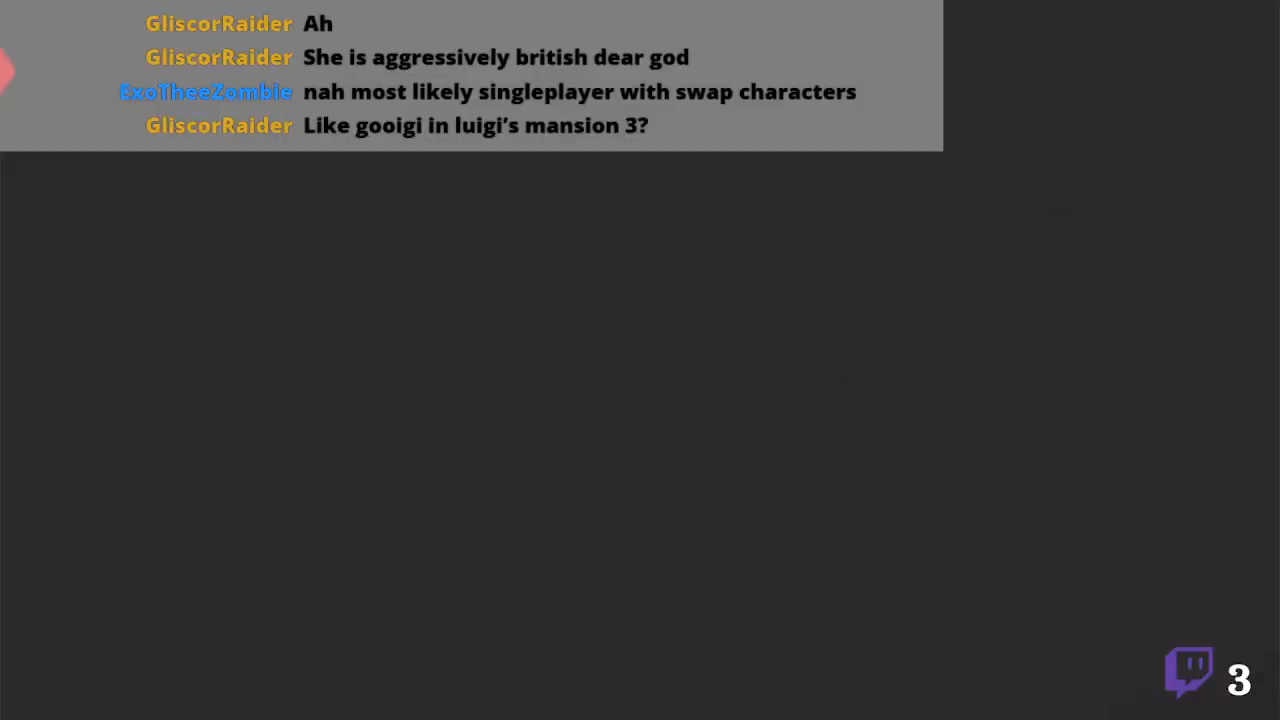 GliscorRaider Ah
GliscorRaider She is aggressively british dear god
ExoTheeZombie nah most likely singleplayer with swap characters
GliscorRaider Like gooigi in luigi’s mansion 3?
3